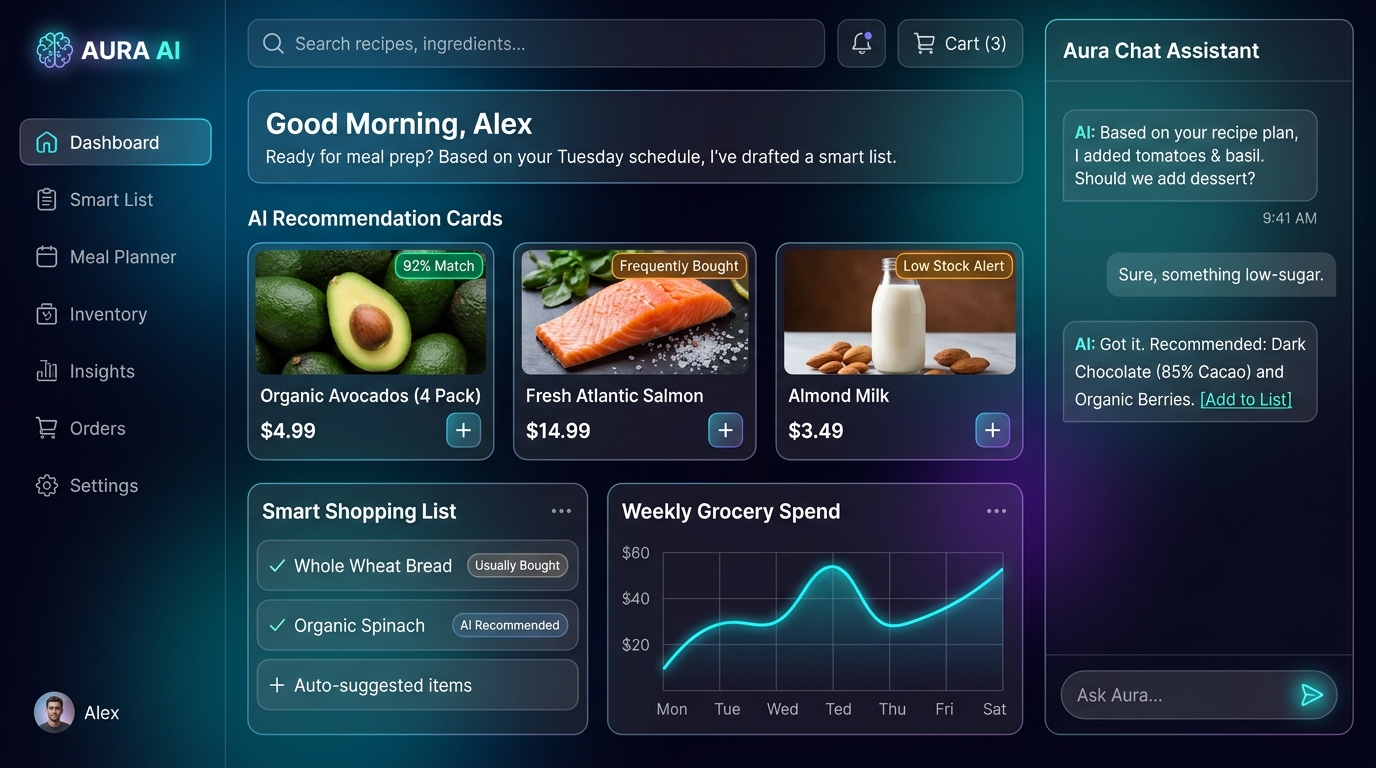 AURA AI
Dashboard
Smart List
Meal Planner
Inventory
Insights
Orders
Settings
Alex
Search recipes, ingredients...
Cart (3)
Good Morning, Alex
Ready for meal prep? Based on your Tuesday schedule, I've drafted a smart list.
AI Recommendation Cards
92% Match
Organic Avocados (4 Pack)
$4.99
+
Frequently Bought
Fresh Atlantic Salmon
$14.99
+
Low Stock Alert
Almond Milk
$3.49
+
Smart Shopping List
Whole Wheat Bread
Usually Bought
Organic Spinach
AI Recommended
+ Auto-suggested items
Weekly Grocery Spend
$60
$40
$20
Mon Tue Wed Ted Thu Fri Sat
Aura Chat Assistant
AI: Based on your recipe plan,
I added tomatoes & basil.
Should we add dessert?
9:41 AM
Sure, something low-sugar.
AI: Got it. Recommended: Dark
Chocolate (85% Cacao) and
Organic Berries. [Add to List]
Ask Aura...